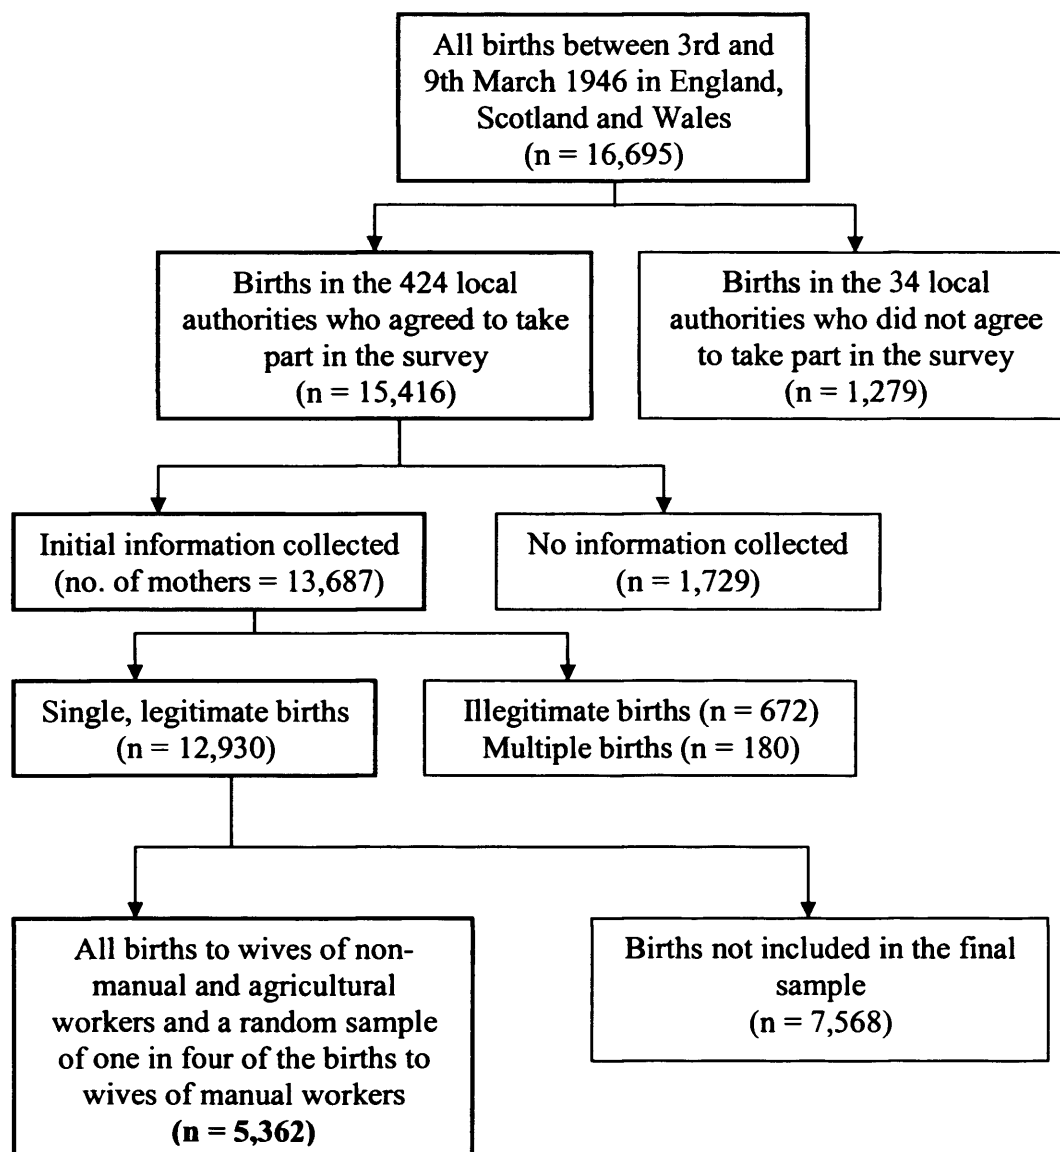 All births between 3rd and
9th March 1946 in England,
Scotland and Wales
(n = 16,695)
Births in the 424 local
authorities who agreed to take
part in the survey
(n = 15,416)
Births in the 34 local
authorities who did not agree
to take part in the survey
(n = 1,279)
Initial information collected
(no. of mothers = 13,687)
No information collected
(n = 1,729)
Single, legitimate births
(n = 12,930)
Illegitimate births (n = 672)
Multiple births (n = 180)
All births to wives of non-
manual and agricultural
workers and a random sample
of one in four of the births to
wives of manual workers
(n = 5,362)
Births not included in the final
sample
(n = 7,568)